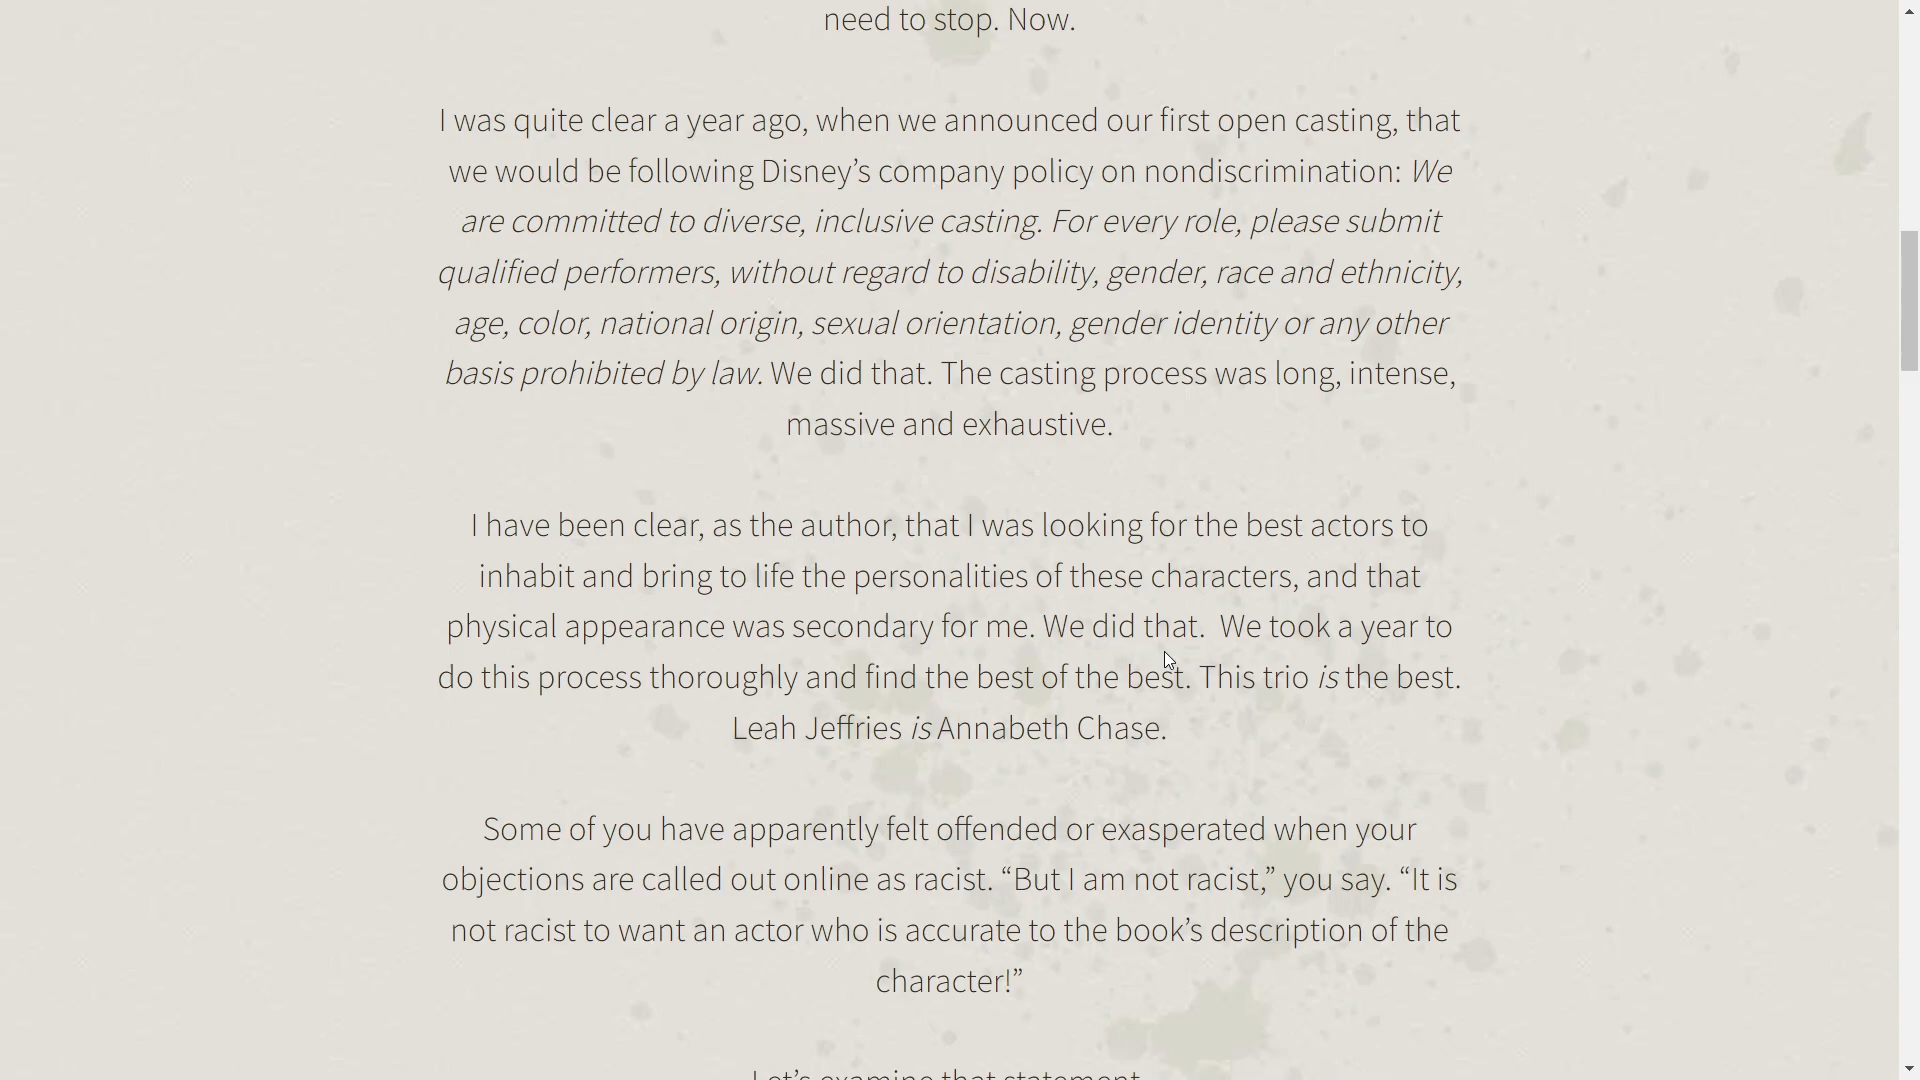 need to stop. Now.
I was quite clear a year ago, when we announced our first open casting, that
we would be following Disney’s company policy on nondiscrimination: We
are committed to diverse, inclusive casting. For every role, please submit
qualified performers, without regard to disability, gender, race and ethnicity,
age, color, national origin, sexual orientation, gender identity or any other
basis prohibited by law. We did that. The casting process was long, intense,
massive and exhaustive.
I have been clear, as the author, that I was looking for the best actors to
inhabit and bring to life the personalities of these characters, and that
physical appearance was secondary for me. We did that.  We took a year to
do this process thoroughly and find the best of the best. This trio is the best.
Leah Jeffries is Annabeth Chase.
Some of you have apparently felt offended or exasperated when your
objections are called out online as racist. “But I am not racist,” you say. “It is
not racist to want an actor who is accurate to the book’s description of the
character!”
Let’s examine that statement